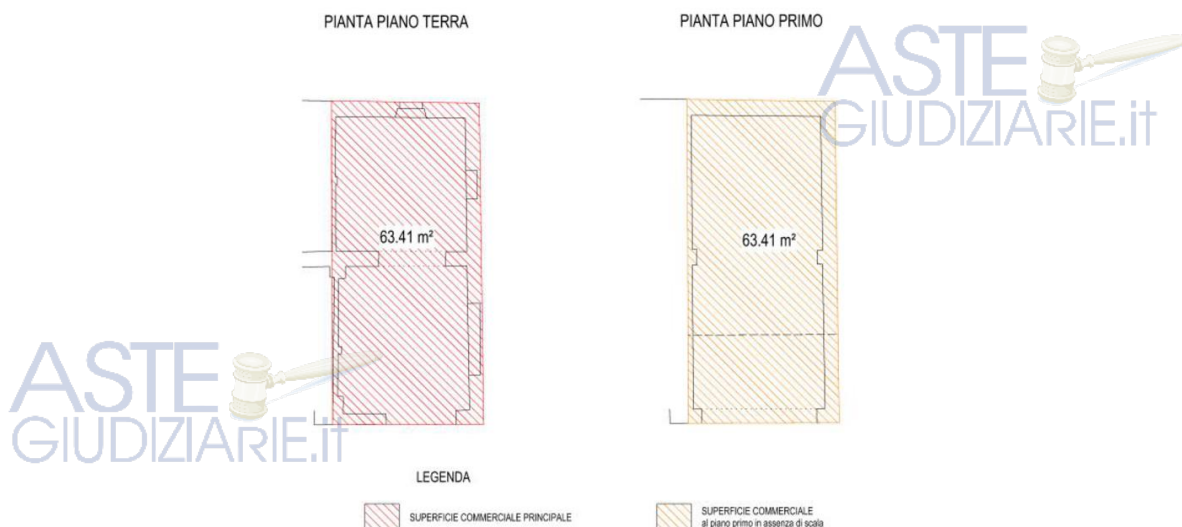 PIANTA PIANO TERRA
PIANTA PIANO PRIMO
ASTE
GIUDIZIARIE.it
63.41 m²
63.41 m²
ASTE
GIUDIZIARIE.it
LEGENDA
SUPERFICIE COMMERCIALE PRINCIPALE
SUPERFICIE COMMERCIALE
al piano primo in assenza di scala